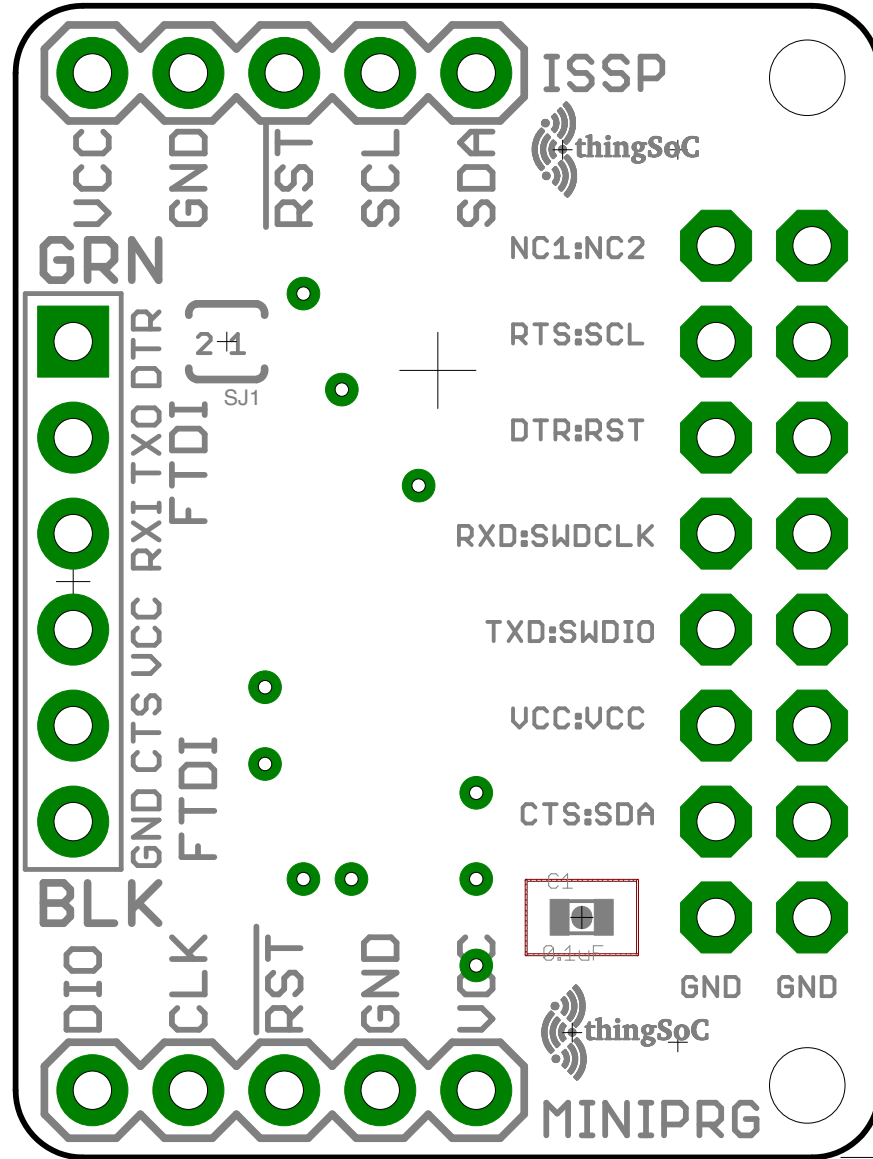 ISSP
thingSoC
VCC
GND
RST
SCL
SDA
GRN
NC1:NC2
2 1
SJ1
RTS:SCL
DTR
TXO
RXI
VCC
CTS
GND
FTDI
FTDI
DTR:RST
RXD:SWDCLK
TXD:SWDIO
VCC:VCC
CTS:SDA
C1
0.1uF
BLK
DIO
CLK
RST
GND
VCC
GND GND
thingSoC
MINIPRG